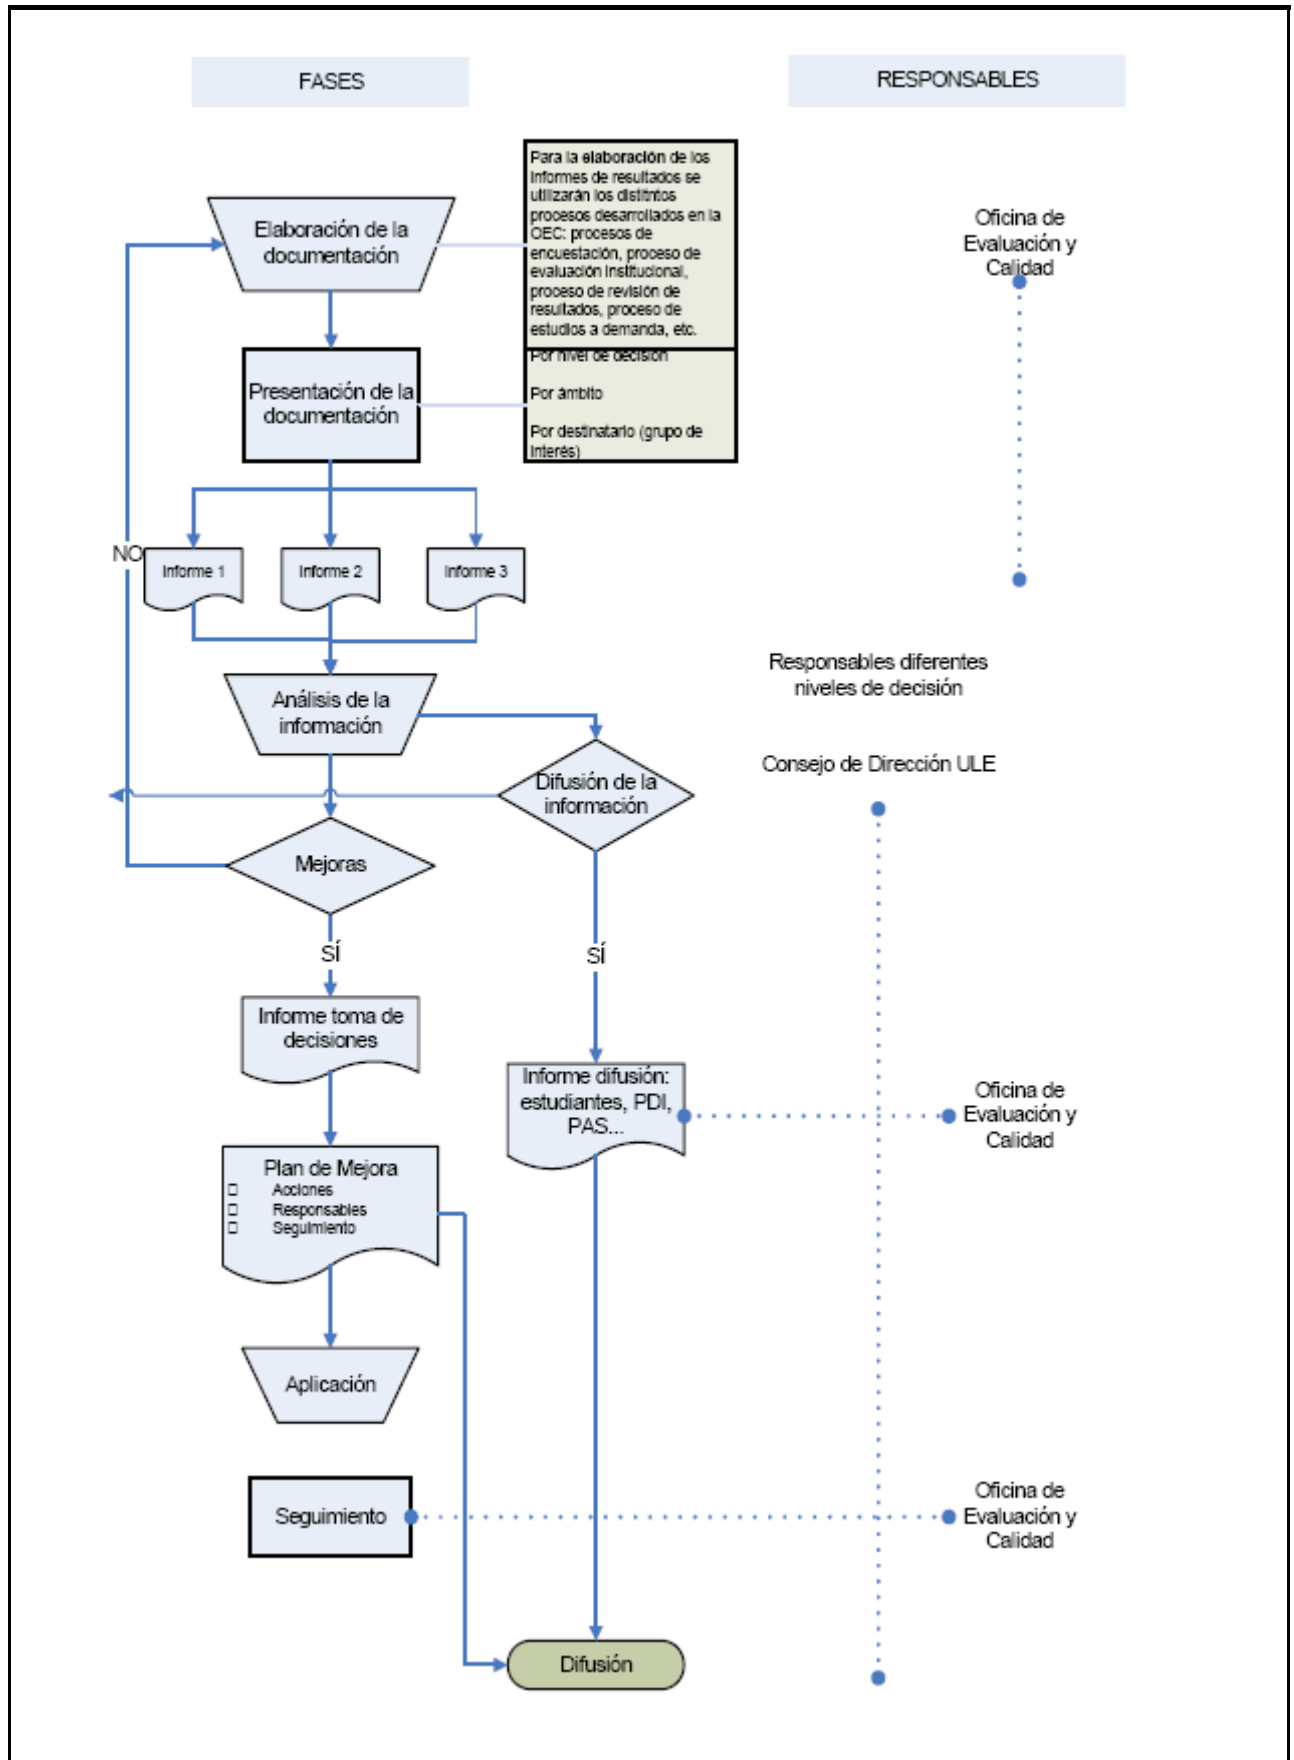 FASES
RESPONSABLES
Para la elaboración de los
informes de resultados se
utilizarán los distitntos
procesos desarrollados en la
OEC: procesos de
encuestación, proceso de
evaluación institucional,
proceso de revisión de
resultados, proceso de
estudios a demanda, etc.
Elaboración de la
documentación
Oficina de
Evaluación y
Calidad
Por nivel de decisión
Por ámbito
Por destinatario (grupo de
interés)
Presentación de la
documentación
NO
Informe 1
Informe 2
Informe 3
Responsables diferentes
niveles de decisión
Análisis de la
información
Consejo de Dirección ULE
Difusión de la
información
Mejoras
SÍ
SÍ
Informe toma de
decisiones
Informe difusión:
estudiantes, PDI,
PAS...
Oficina de
Evaluación y
Calidad
Plan de Mejora
Acciones
Responsables
Seguimiento
Aplicación
Seguimiento
Oficina de
Evaluación y
Calidad
Difusión